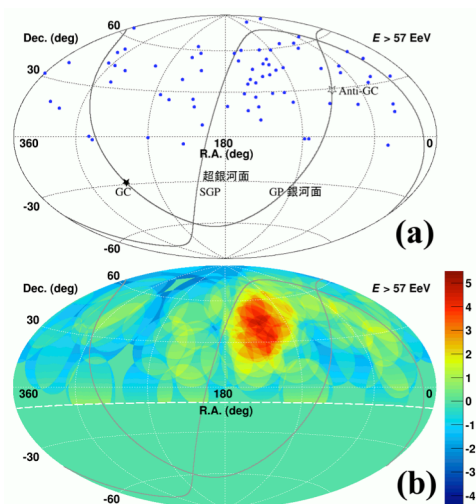 60
Dec. (deg)
E > 57 EeV
30
Anti-GC
360
180
0
R.A. (deg)
超銀河面
GC
SGP
GP 銀河面
-30
-60
(a)
60
Dec. (deg)
E > 57 EeV
30
360
180
0
R.A. (deg)
-30
-60
(b)
5
4
3
2
1
0
-1
-2
-3
-4